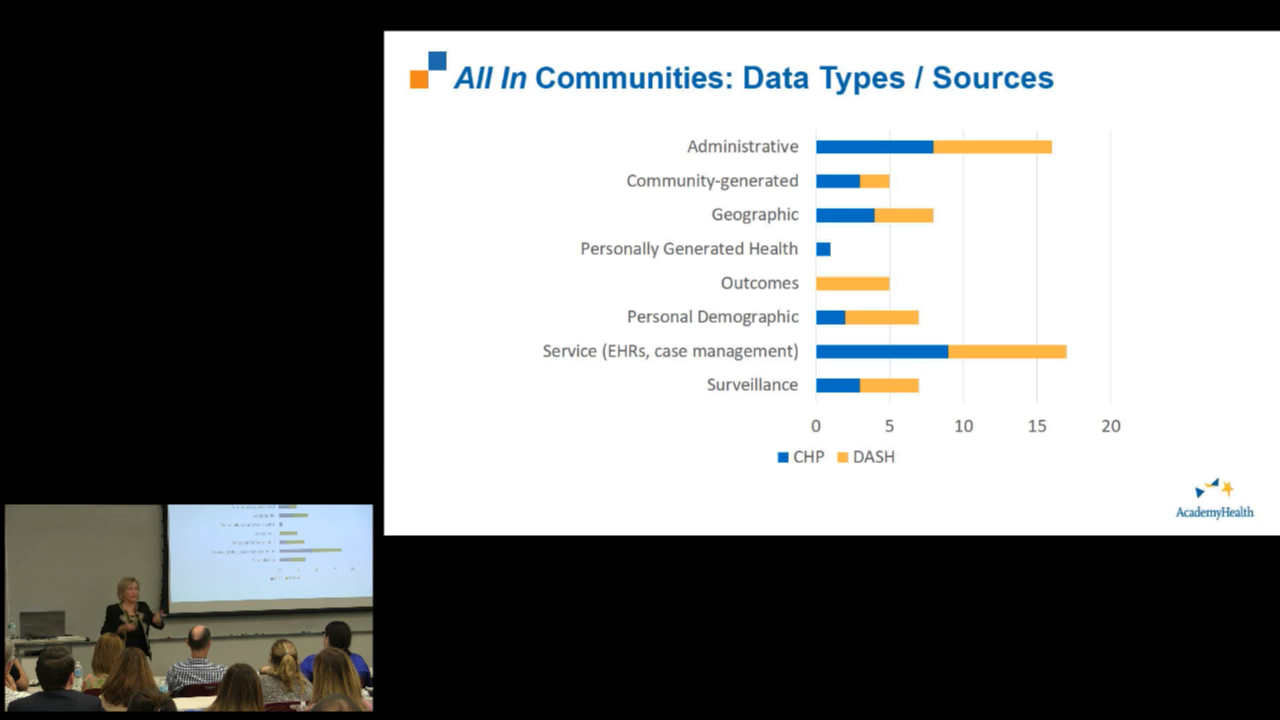 All In Communities: Data Types / Sources
Administrative
Community-generated
Geographic
Personally Generated Health
Outcomes
Personal Demographic
Service (EHRs, case management)
Surveillance
0 5 10 15 20
CHP DASH
AcademyHealth